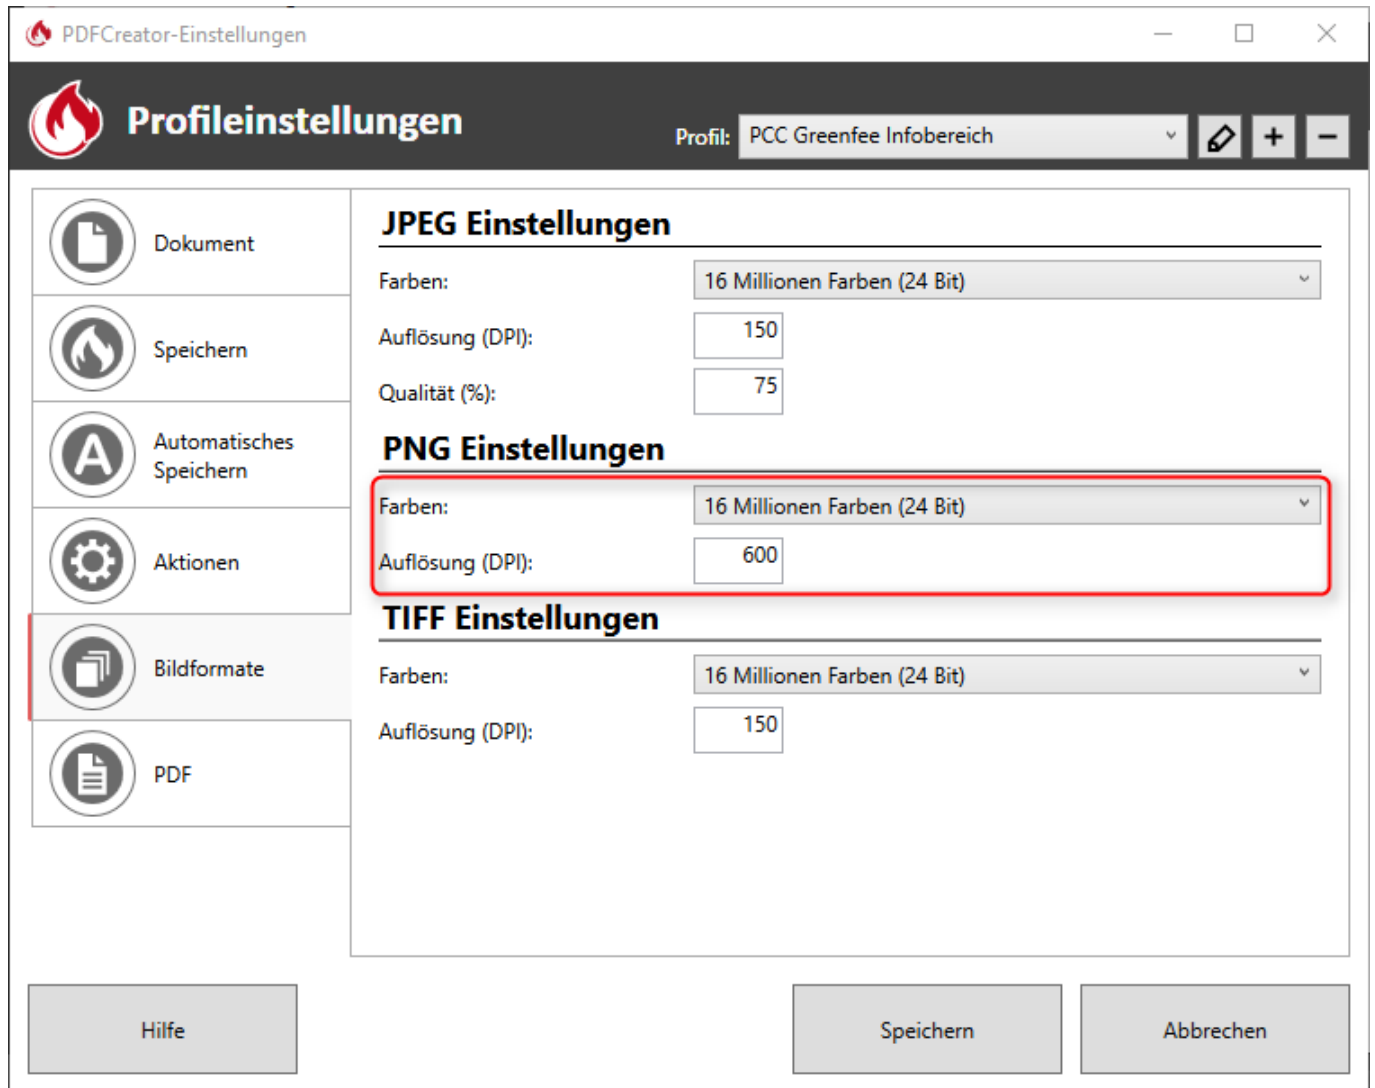 PDFCreator-Einstellungen
Profileinstellungen
Profil: PCC Greenfee Infobereich
Dokument
Speichern
Automatisches
Speichern
Aktionen
Bildformate
PDF
JPEG Einstellungen
Farben: 16 Millionen Farben (24 Bit)
Auflösung (DPI): 150
Qualität (%): 75
PNG Einstellungen
Farben: 16 Millionen Farben (24 Bit)
Auflösung (DPI): 600
TIFF Einstellungen
Farben: 16 Millionen Farben (24 Bit)
Auflösung (DPI): 150
Hilfe
Speichern
Abbrechen